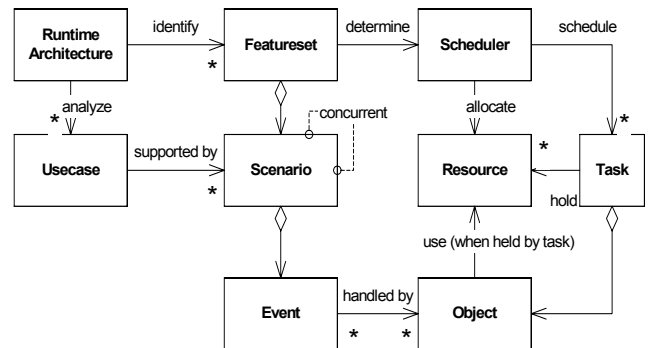 Runtime
Architecture
identify
*
Featureset
determine
Scheduler
schedule
*
analyze
*
concurrent
allocate
Usecase
supported by
*
Scenario
Resource
*
Task
hold
use (when held by task)
Event
handled by
*
*
Object